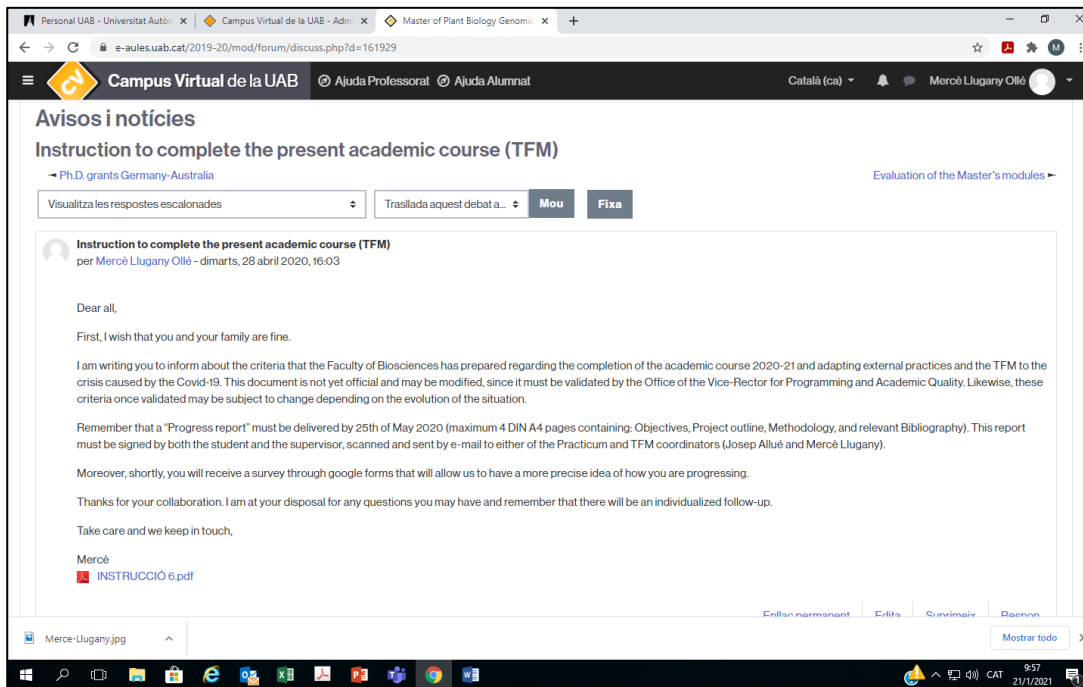 Personal UAB - Universitat Autòn
Campus Virtual de la UAB - Admi
Master of Plant Biology Genomic
e-aules.uab.cat/2019-20/mod/forum/discuss.php?d=161929
M
CV
Campus Virtual de la UAB
Ajuda Professorat
Ajuda Alumnat
Català (ca)
Mercè Llugany Ollé
Avisos i notícies
Instruction to complete the present academic course (TFM)
Ph.D. grants Germany-Australia
Evaluation of the Master's modules
Visualitza les respostes escalonades
Trasllada aquest debat a...
Mou
Fixa
Instruction to complete the present academic course (TFM)
per Mercè Llugany Ollé - dimarts, 28 abril 2020, 16:03
Dear all,
First, I wish that you and your family are fine.
I am writing you to inform about the criteria that the Faculty of Biosciences has prepared regarding the completion of the academic course 2020-21 and adapting external practices and the TFM to the
crisis caused by the Covid-19. This document is not yet official and may be modified, since it must be validated by the Office of the Vice-Rector for Programming and Academic Quality. Likewise, these
criteria once validated may be subject to change depending on the evolution of the situation.
Remember that a "Progress report" must be delivered by 25th of May 2020 (maximum 4 DIN A4 pages containing: Objectives, Project outline, Methodology, and relevant Bibliography). This report
must be signed by both the student and the supervisor, scanned and sent by e-mail to either of the Practicum and TFM coordinators (Josep Allué and Mercè Llugany).
Moreover, shortly, you will receive a survey through google forms that will allow us to have a more precise idea of how you are progressing.
Thanks for your collaboration. I am at your disposal for any questions you may have and remember that there will be an individualized follow-up.
Take care and we keep in touch,
Mercè
INSTRUCCIÓ 6.pdf
Enllaç permanent
Edita
Suprimeix
Respon
Merce-Llugany.jpg
Mostrar todo
CAT
9:57
21/1/2021